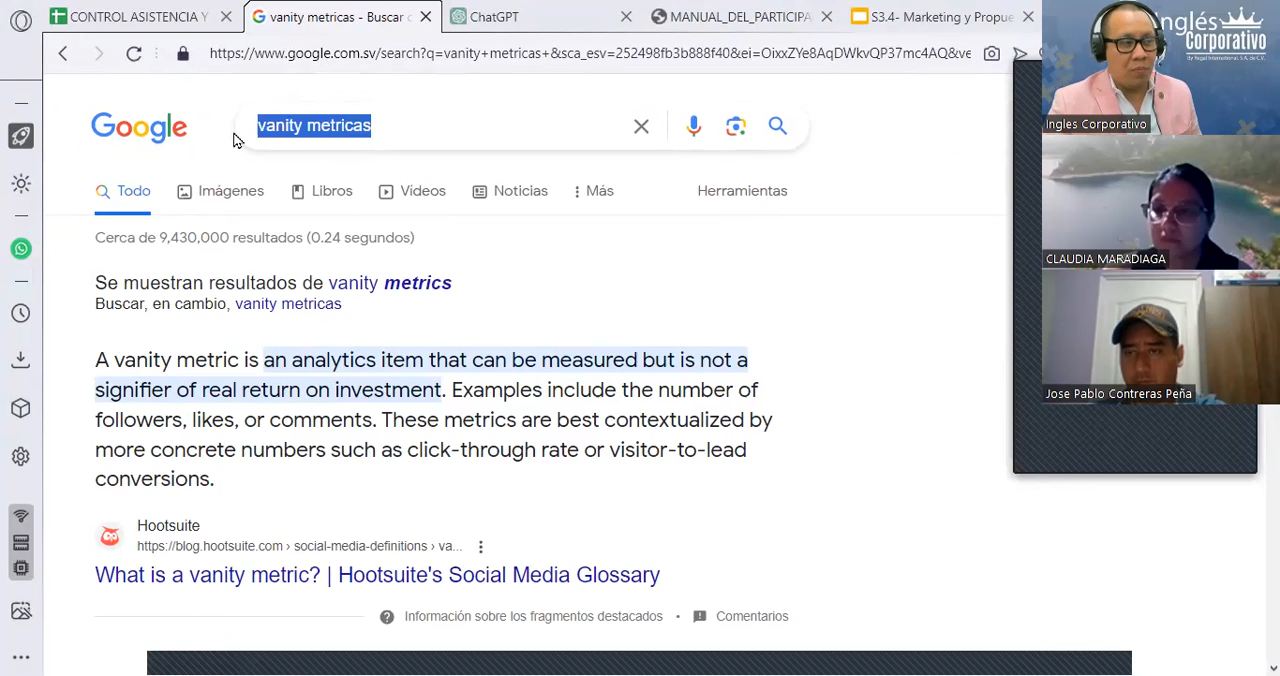 CONTROL ASISTENCIA Y
vanity metricas - Buscar c
ChatGPT
MANUAL_DEL_PARTICIPA
S3.4- Marketing y Propue
https://www.google.com.sv/search?q=vanity+metricas+&sca_esv=252498fb3b888f40&ei=OixxZYe8AqDWkvQP37mc4AQ&ve
Google
vanity metricas
Todo
Imágenes
Libros
Vídeos
Noticias
Más
Herramientas
Cerca de 9,430,000 resultados (0.24 segundos)
Se muestran resultados de vanity metrics
Buscar, en cambio, vanity metricas
A vanity metric is an analytics item that can be measured but is not a
signifier of real return on investment. Examples include the number of
followers, likes, or comments. These metrics are best contextualized by
more concrete numbers such as click-through rate or visitor-to-lead
conversions.
Hootsuite
https://blog.hootsuite.com › social-media-definitions › va...
What is a vanity metric? | Hootsuite's Social Media Glossary
Información sobre los fragmentos destacados
Comentarios
Inglés
Corporativo
Ingles Corporativo
CLAUDIA MARADIAGA
Jose Pablo Contreras Peña